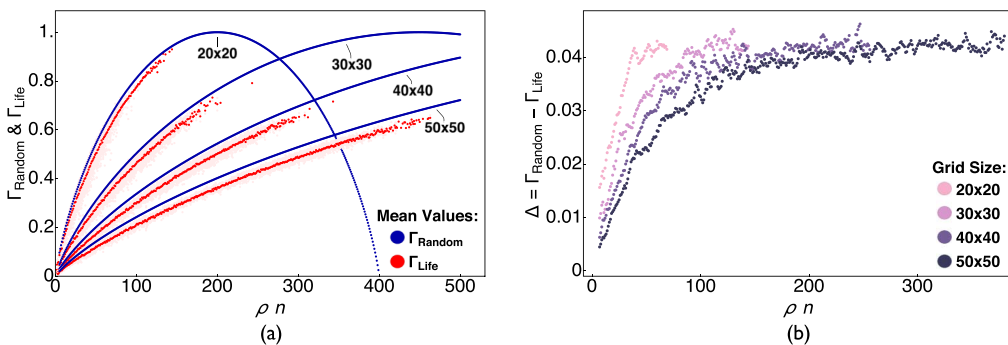 (a)
Γ_Random & Γ_Life
1.
0.8
0.6
0.4
0.2
0
20x20
30x30
40x40
50x50
Mean Values:
Γ_Random
Γ_Life
0 100 200 300 400 500
ρ n
(a)
(b)
Δ = Γ_Random − Γ_Life
0.04
0.03
0.02
0.01
0
Grid Size:
20x20
30x30
40x40
50x50
0 100 200 300
ρ n
(b)